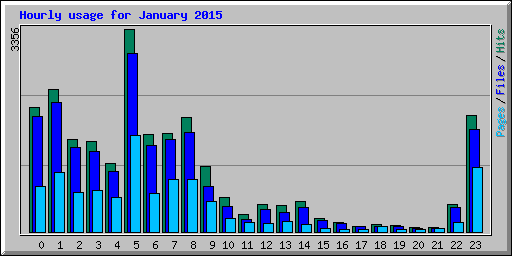 Hourly usage for January 2015
3356
Pages / Files / Hits
0 1 2 3 4 5 6 7 8 9 10 11 12 13 14 15 16 17 18 19 20 21 22 23